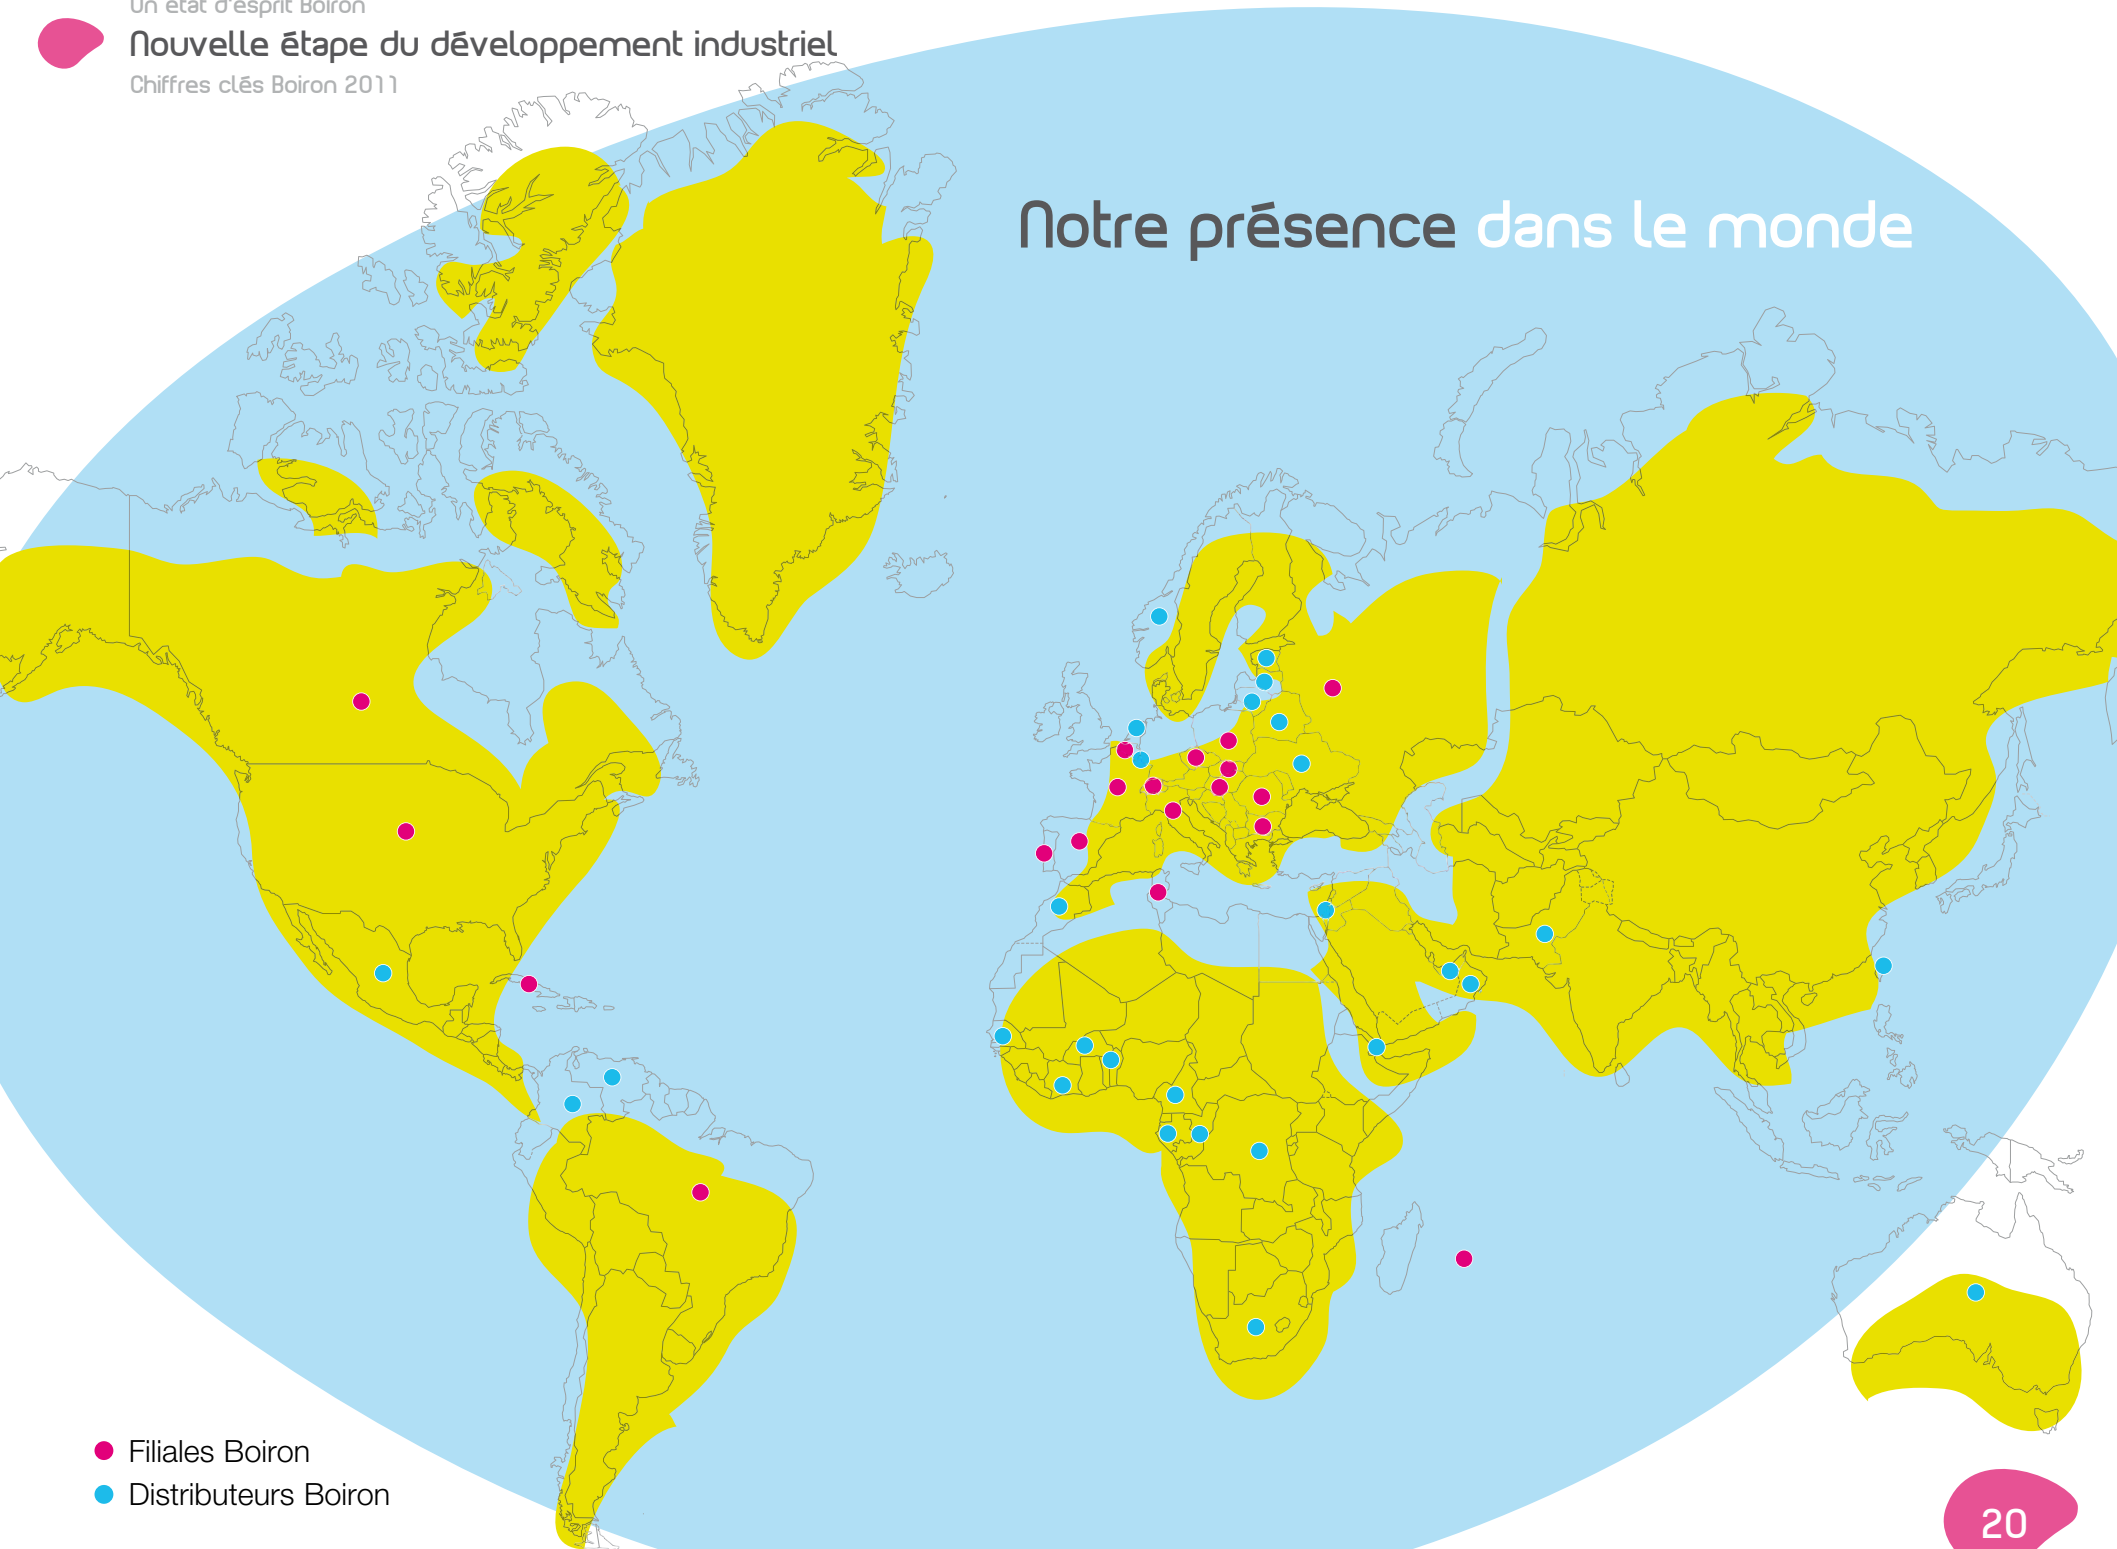 Un état d'esprit Boiron
Nouvelle étape du développement industriel
Chiffres clés Boiron 2011
Notre présence dans le monde
Filiales Boiron
Distributeurs Boiron
20